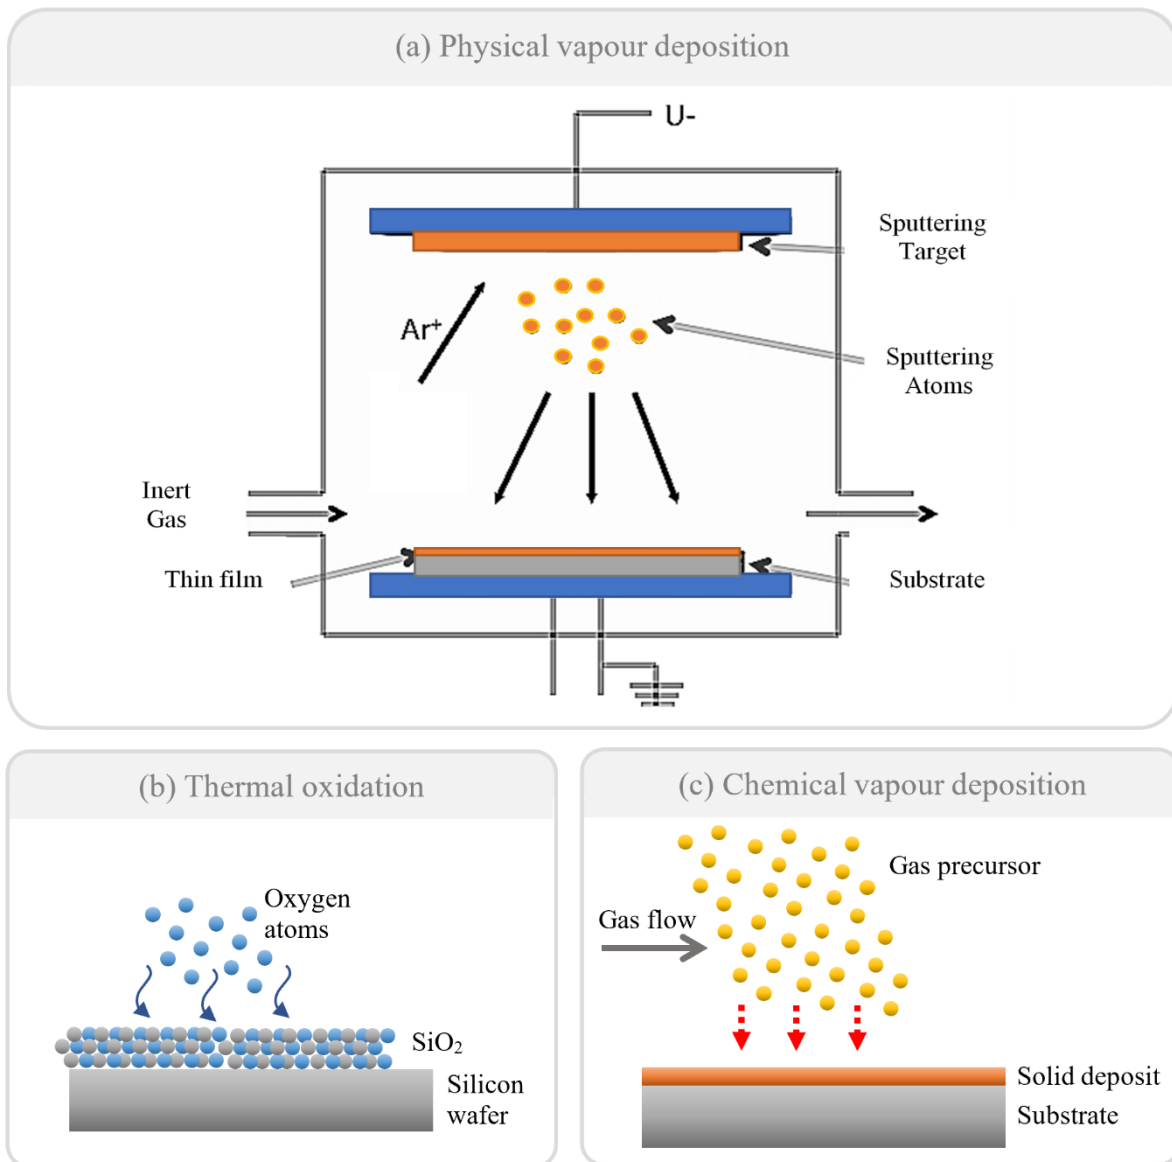 (a) Physical vapour deposition
U-
Sputtering
Target
Ar⁺
Sputtering
Atoms
Inert
Gas
Thin film
Substrate
(b) Thermal oxidation
Oxygen
atoms
SiO₂
Silicon
wafer
(c) Chemical vapour deposition
Gas precursor
Gas flow
Solid deposit
Substrate